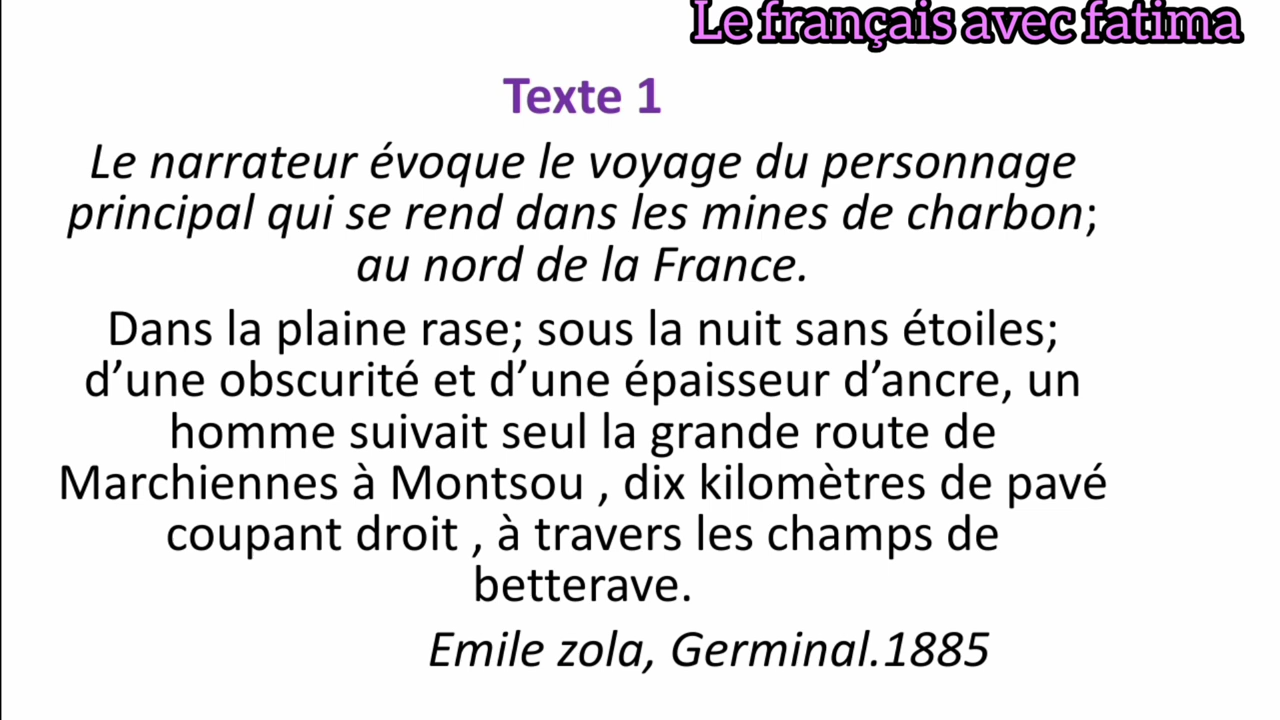 Le français avec fatima
Texte 1
Le narrateur évoque le voyage du personnage
principal qui se rend dans les mines de charbon;
au nord de la France.
Dans la plaine rase; sous la nuit sans étoiles;
d’une obscurité et d’une épaisseur d’ancre, un
homme suivait seul la grande route de
Marchiennes à Montsou , dix kilomètres de pavé
coupant droit , à travers les champs de
betterave.
Emile zola, Germinal.1885